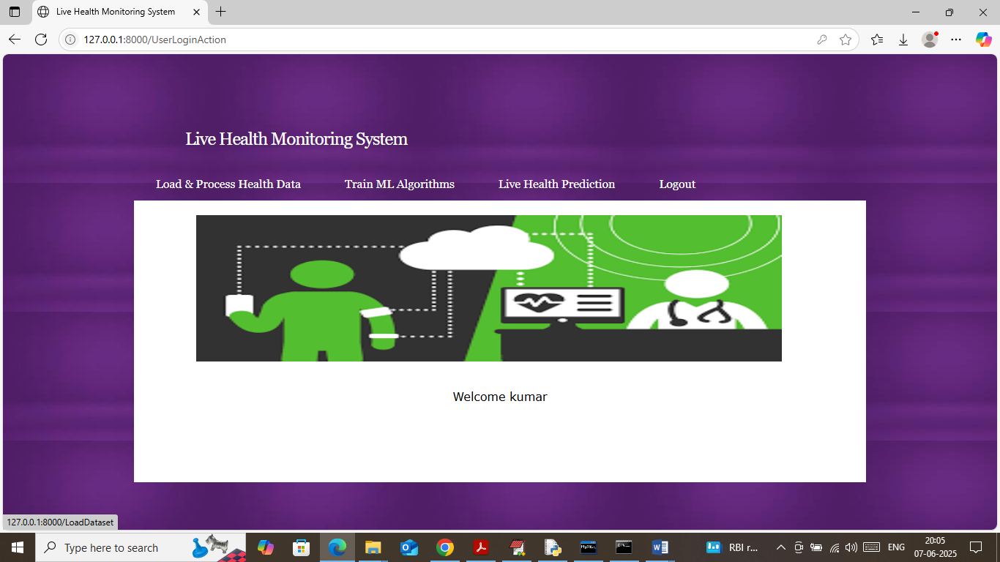 Live Health Monitoring System
127.0.0.1:8000/UserLoginAction
Live Health Monitoring System
Load & Process Health Data Train ML Algorithms Live Health Prediction Logout
Welcome kumar
127.0.0.1:8000/LoadDataset
Type here to search
RBI r...
ENG
20:05
07-06-2025